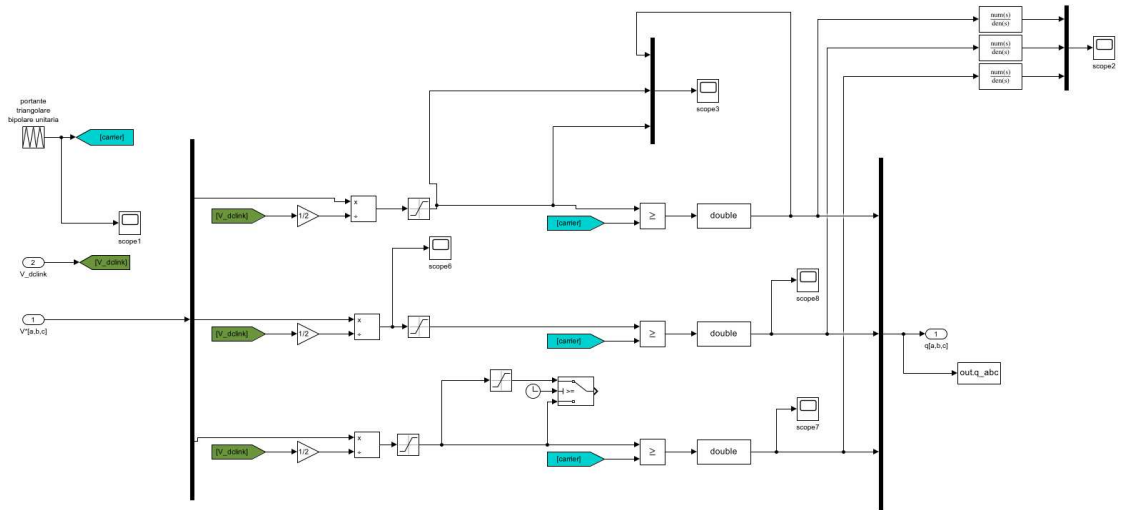 num(s)
den(s)
num(s)
den(s)
num(s)
den(s)
scope2
scope3
portante
triangolare
bipolare unitaria
[carrier]
scope1
2
V_dclink
[V_dclink]
1
V*[a,b,c]
[V_dclink]
1/2
x
÷
[carrier]
≥
double
scope6
[V_dclink]
1/2
x
÷
[carrier]
≥
double
scope8
1
q[a,b,c]
out.q_abc
>=
[V_dclink]
1/2
x
÷
[carrier]
≥
double
scope7